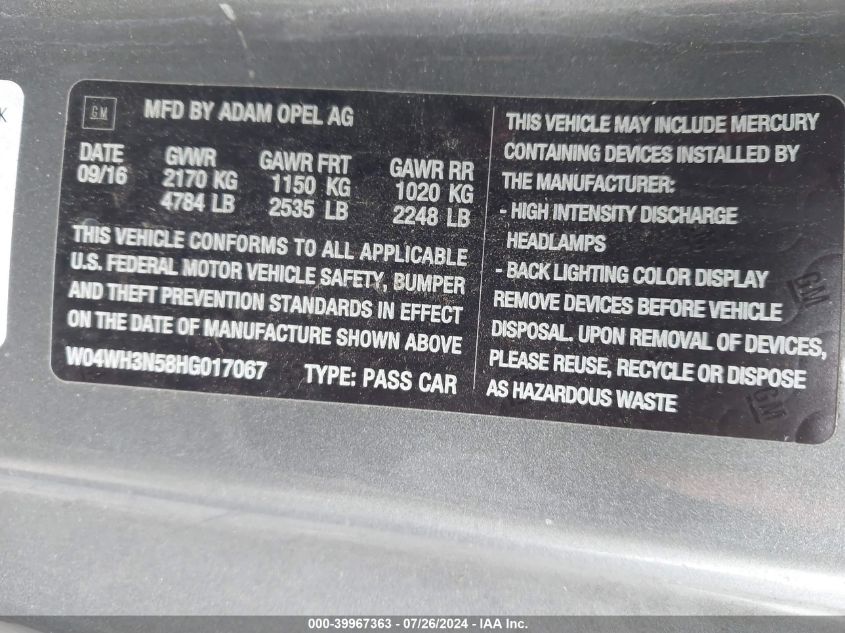 K
GM
MFD BY ADAM OPEL AG
DATE GVWR GAWR FRT GAWR RR
09/16 2170 KG 1150 KG 1020 KG
4784 LB 2535 LB 2248 LB
THIS VEHICLE CONFORMS TO ALL APPLICABLE
U.S. FEDERAL MOTOR VEHICLE SAFETY, BUMPER
AND THEFT PREVENTION STANDARDS IN EFFECT
ON THE DATE OF MANUFACTURE SHOWN ABOVE
W04WH3N58HG017067 TYPE: PASS CAR
THIS VEHICLE MAY INCLUDE MERCURY
CONTAINING DEVICES INSTALLED BY
THE MANUFACTURER:
- HIGH INTENSITY DISCHARGE
HEADLAMPS
- BACK LIGHTING COLOR DISPLAY
REMOVE DEVICES BEFORE VEHICLE
DISPOSAL. UPON REMOVAL OF DEVICES,
PLEASE REUSE, RECYCLE OR DISPOSE
AS HAZARDOUS WASTE
GM
GM
000-39967363 - 07/26/2024 - IAA Inc.